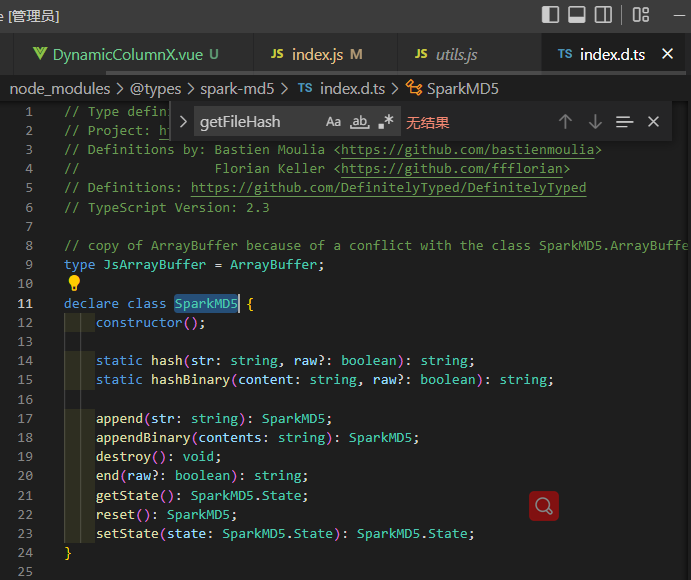 e [管理员]
DynamicColumnX.vue U JS index.js M JS utils.js TS index.d.ts
node_modules > @types > spark-md5 > TS index.d.ts > SparkMD5
getFileHash Aa ab .* 无结果
1 // Type defin
2 // Project:
3 // Definitions by: Bastien Moulia <https://github.com/bastienmoulia>
4 // Florian Keller <https://github.com/ffflorian>
5 // Definitions: https://github.com/DefinitelyTyped/DefinitelyTyped
6 // TypeScript Version: 2.3
7
8 // copy of ArrayBuffer because of a conflict with the class SparkMD5.ArrayBuffe
9 type JsArrayBuffer = ArrayBuffer;
10
11 declare class SparkMD5 {
12 constructor();
13
14 static hash(str: string, raw?: boolean): string;
15 static hashBinary(content: string, raw?: boolean): string;
16
17 append(str: string): SparkMD5;
18 appendBinary(contents: string): SparkMD5;
19 destroy(): void;
20 end(raw?: boolean): string;
21 getState(): SparkMD5.State;
22 reset(): SparkMD5;
23 setState(state: SparkMD5.State): SparkMD5.State;
24 }
25